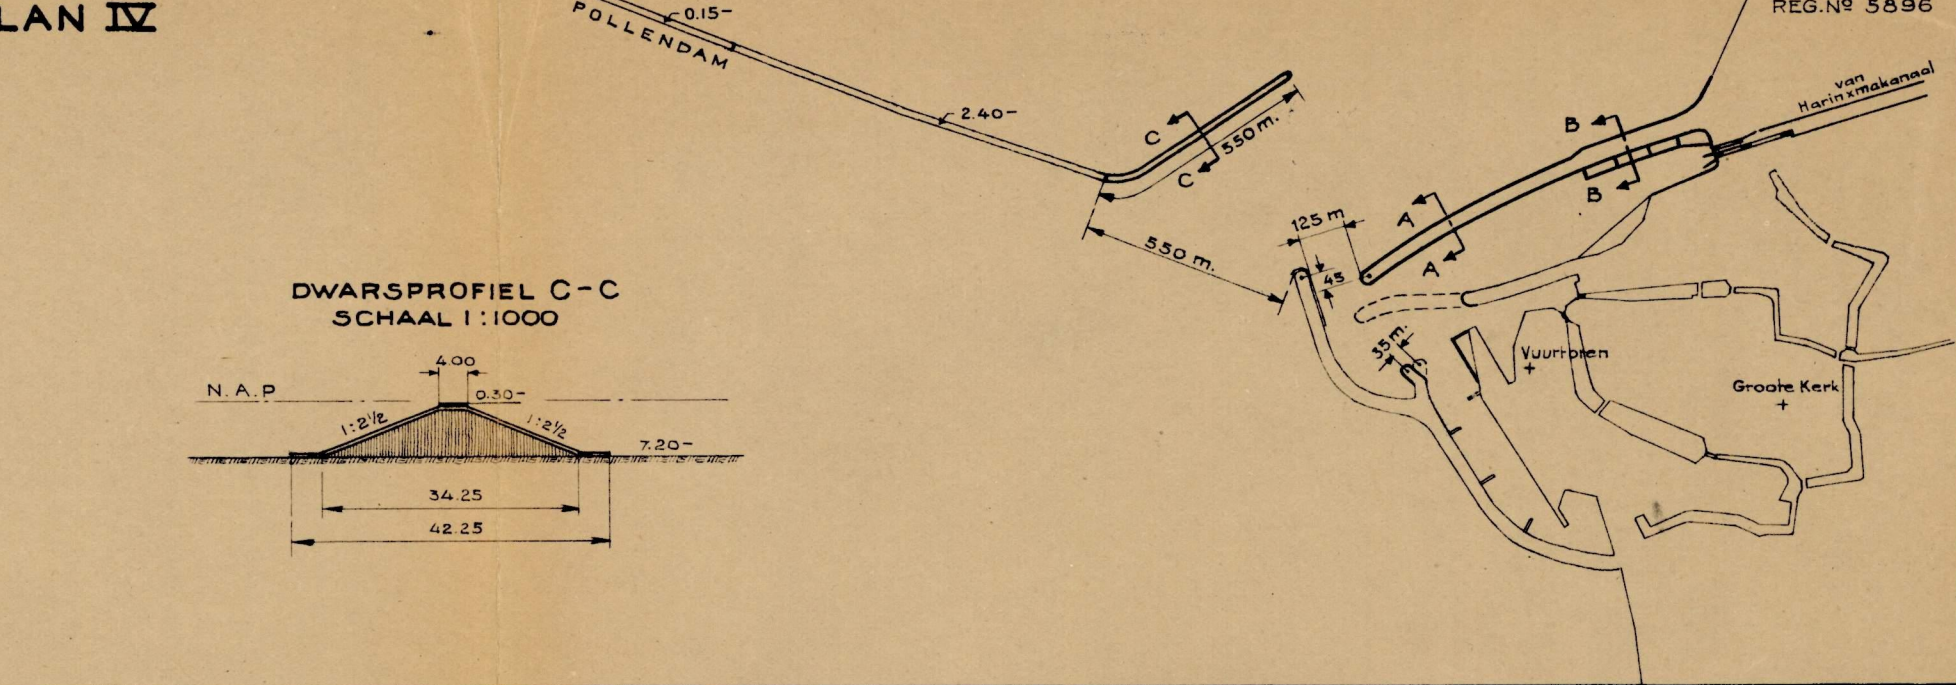 LAN IV
REG. Nº 5896
0.15-
POLLENDAM
2.40-
van
Harinxmakanaal
C
550 m.
C
B
B
A
A
125 m
45
550 m.
35 m.
Vuurtoren
Groote Kerk
DWARSPROFIEL C-C
SCHAAL 1:1000
4.00
N.A.P
0.30-
1:2½
1:2½
7.20-
34.25
42.25